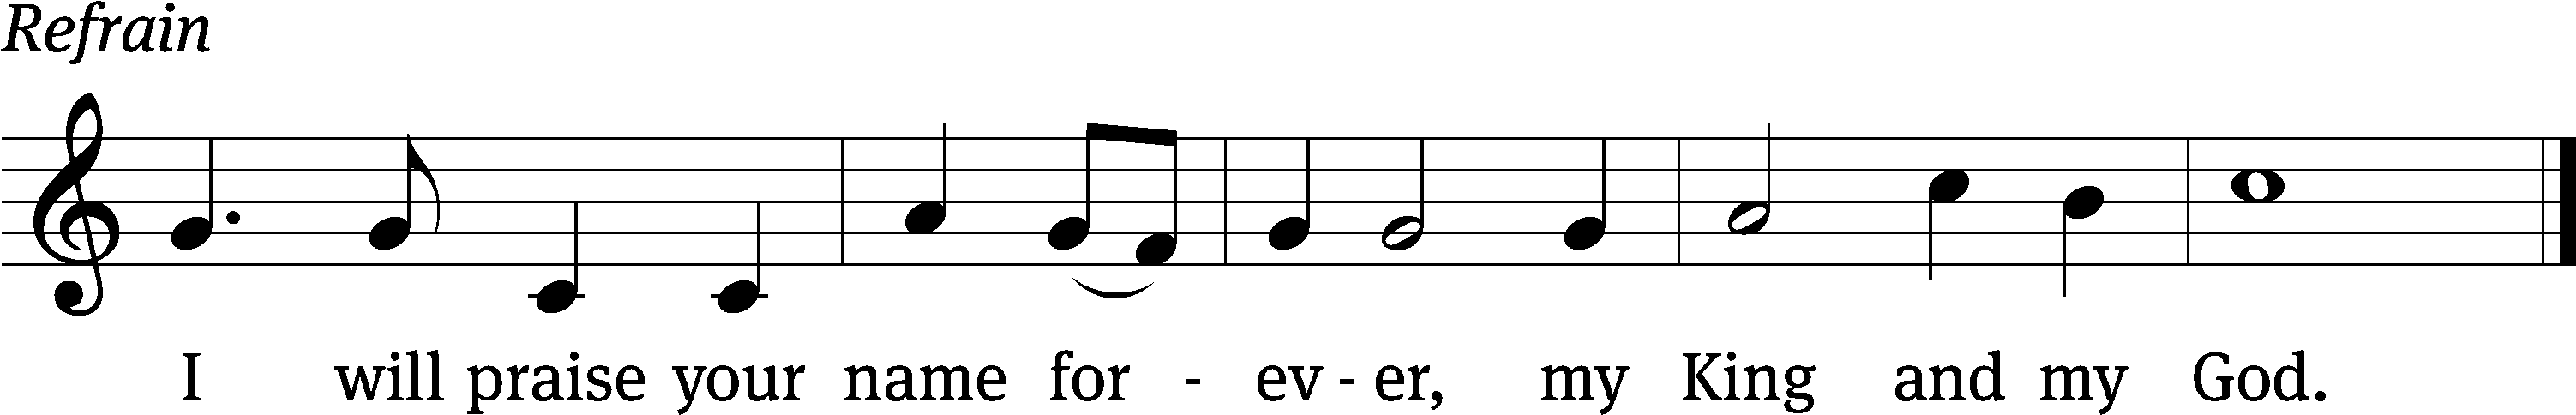 Refrain
I will praise your name for - ev - er, my King and my God.